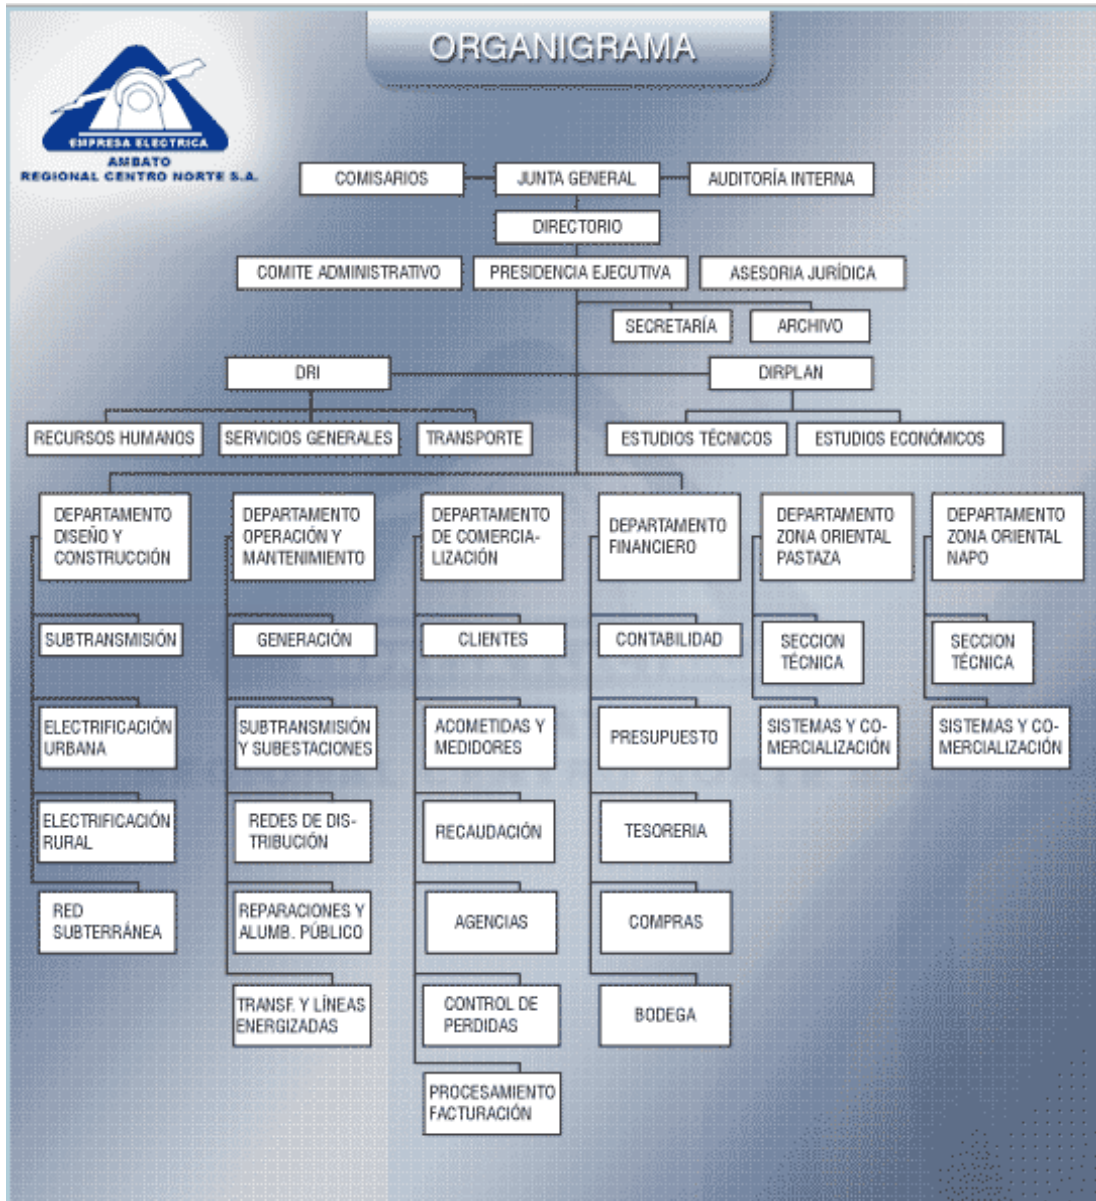 ORGANIGRAMA
EMPRESA ELECTRICA
AMBATO
REGIONAL CENTRO NORTE S.A.
COMISARIOS
JUNTA GENERAL
AUDITORÍA INTERNA
DIRECTORIO
COMITE ADMINISTRATIVO
PRESIDENCIA EJECUTIVA
ASESORIA JURÍDICA
SECRETARÍA
ARCHIVO
DRI
DIRPLAN
RECURSOS HUMANOS
SERVICIOS GENERALES
TRANSPORTE
ESTUDIOS TÉCNICOS
ESTUDIOS ECONÓMICOS
DEPARTAMENTO
DISEÑO Y
CONSTRUCCIÓN
DEPARTAMENTO
OPERACIÓN Y
MANTENIMIENTO
DEPARTAMENTO
DE COMERCIA-
LIZACIÓN
DEPARTAMENTO
FINANCIERO
DEPARTAMENTO
ZONA ORIENTAL
PASTAZA
DEPARTAMENTO
ZONA ORIENTAL
NAPO
SUBTRANSMISIÓN
GENERACIÓN
CLIENTES
CONTABILIDAD
SECCION
TÉCNICA
SECCION
TÉCNICA
ELECTRIFICACIÓN
URBANA
SUBTRANSMISIÓN
Y SUBESTACIONES
ACOMETIDAS Y
MEDIDORES
PRESUPUESTO
SISTEMAS Y CO-
MERCIALIZACIÓN
SISTEMAS Y CO-
MERCIALIZACIÓN
ELECTRIFICACIÓN
RURAL
REDES DE DIS-
TRIBUCIÓN
RECAUDACIÓN
TESORERIA
RED
SUBTERRÁNEA
REPARACIONES Y
ALUMB. PÚBLICO
AGENCIAS
COMPRAS
TRANSF. Y LÍNEAS
ENERGIZADAS
CONTROL DE
PERDIDAS
BODEGA
PROCESAMIENTO
FACTURACIÓN